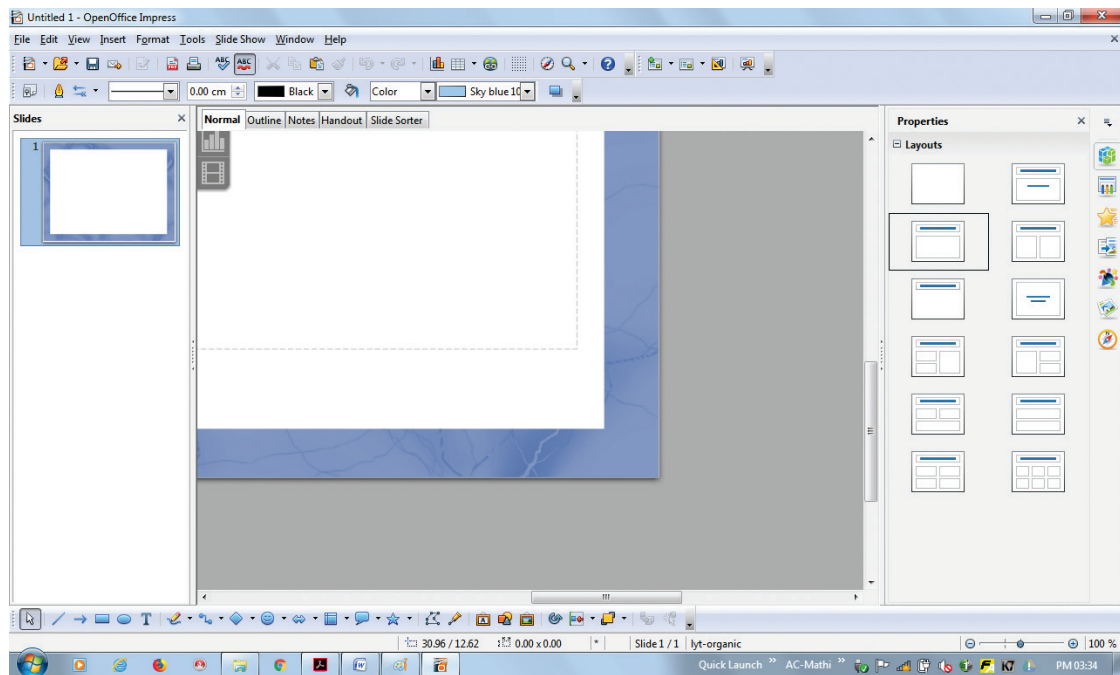 Untitled 1 - OpenOffice Impress
File Edit View Insert Format Tools Slide Show Window Help
0.00 cm Black Color Sky blue 10
Slides
Normal Outline Notes Handout Slide Sorter
Properties
1
Layouts
30.96 / 12.62 0.00 x 0.00 * Slide 1 / 1 lyt-organic 100 %
Quick Launch » AC-Mathi » PM 03:34